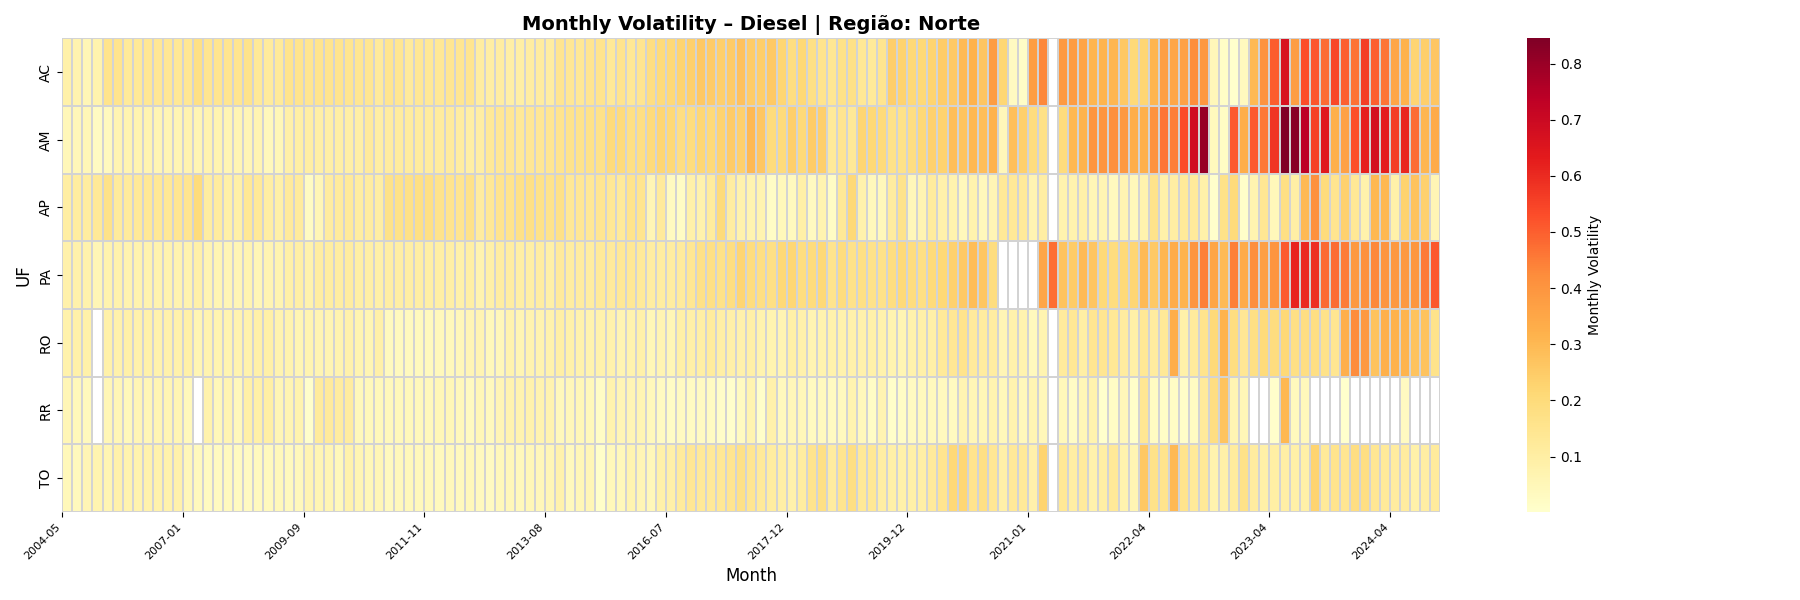 Monthly Volatility – Diesel | Região: Norte
UF
AC
AM
AP
PA
RO
RR
TO
2004-05
2007-01
2009-09
2011-11
2013-08
2016-07
2017-12
2019-12
2021-01
2022-04
2023-04
2024-04
Month
0.8
0.7
0.6
0.5
0.4
0.3
0.2
0.1
Monthly Volatility